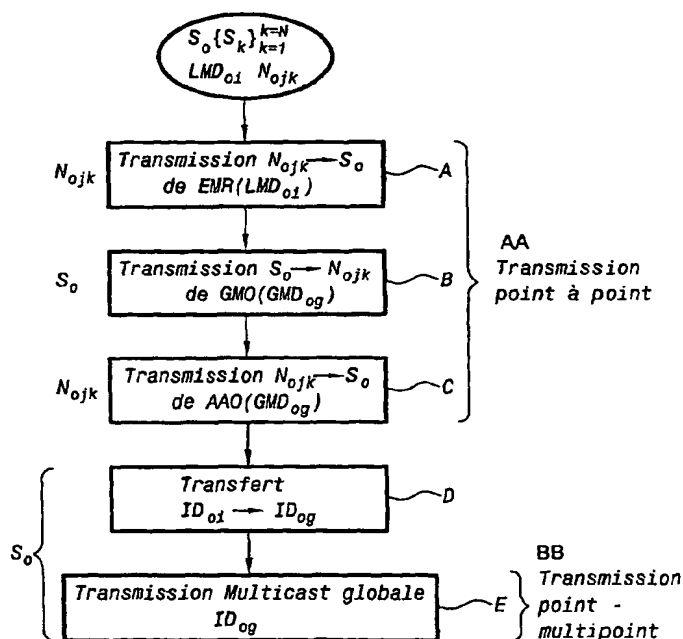 S_o{S_k}^{k=N}_{k=1}
LMD_oi N_ojk
N_ojk
Transmission N_ojk → S_o
de EMR(LMD_oi)
A
S_o
Transmission S_o → N_ojk
de GMO(GMD_og)
B
N_ojk
Transmission N_ojk → S_o
de AAO(GMD_og)
C
AA
Transmission
point à point
S_o
Transfert
ID_oi → ID_og
D
Transmission Multicast globale
ID_og
E
BB
Transmission
point -
multipoint